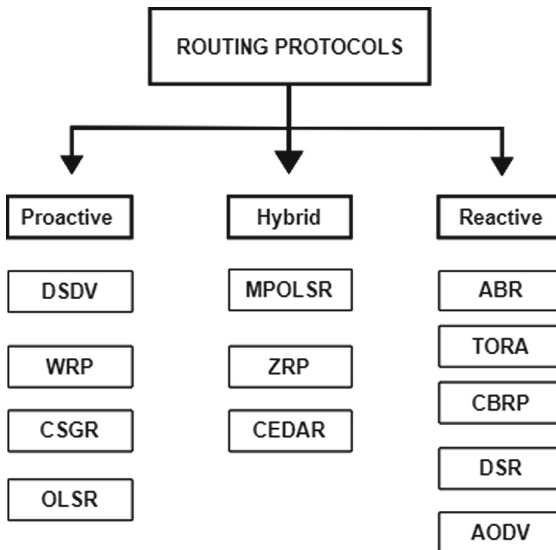 ROUTING PROTOCOLS
Proactive
Hybrid
Reactive
DSDV
WRP
CSGR
OLSR
MPOLSR
ZRP
CEDAR
ABR
TORA
CBRP
DSR
AODV